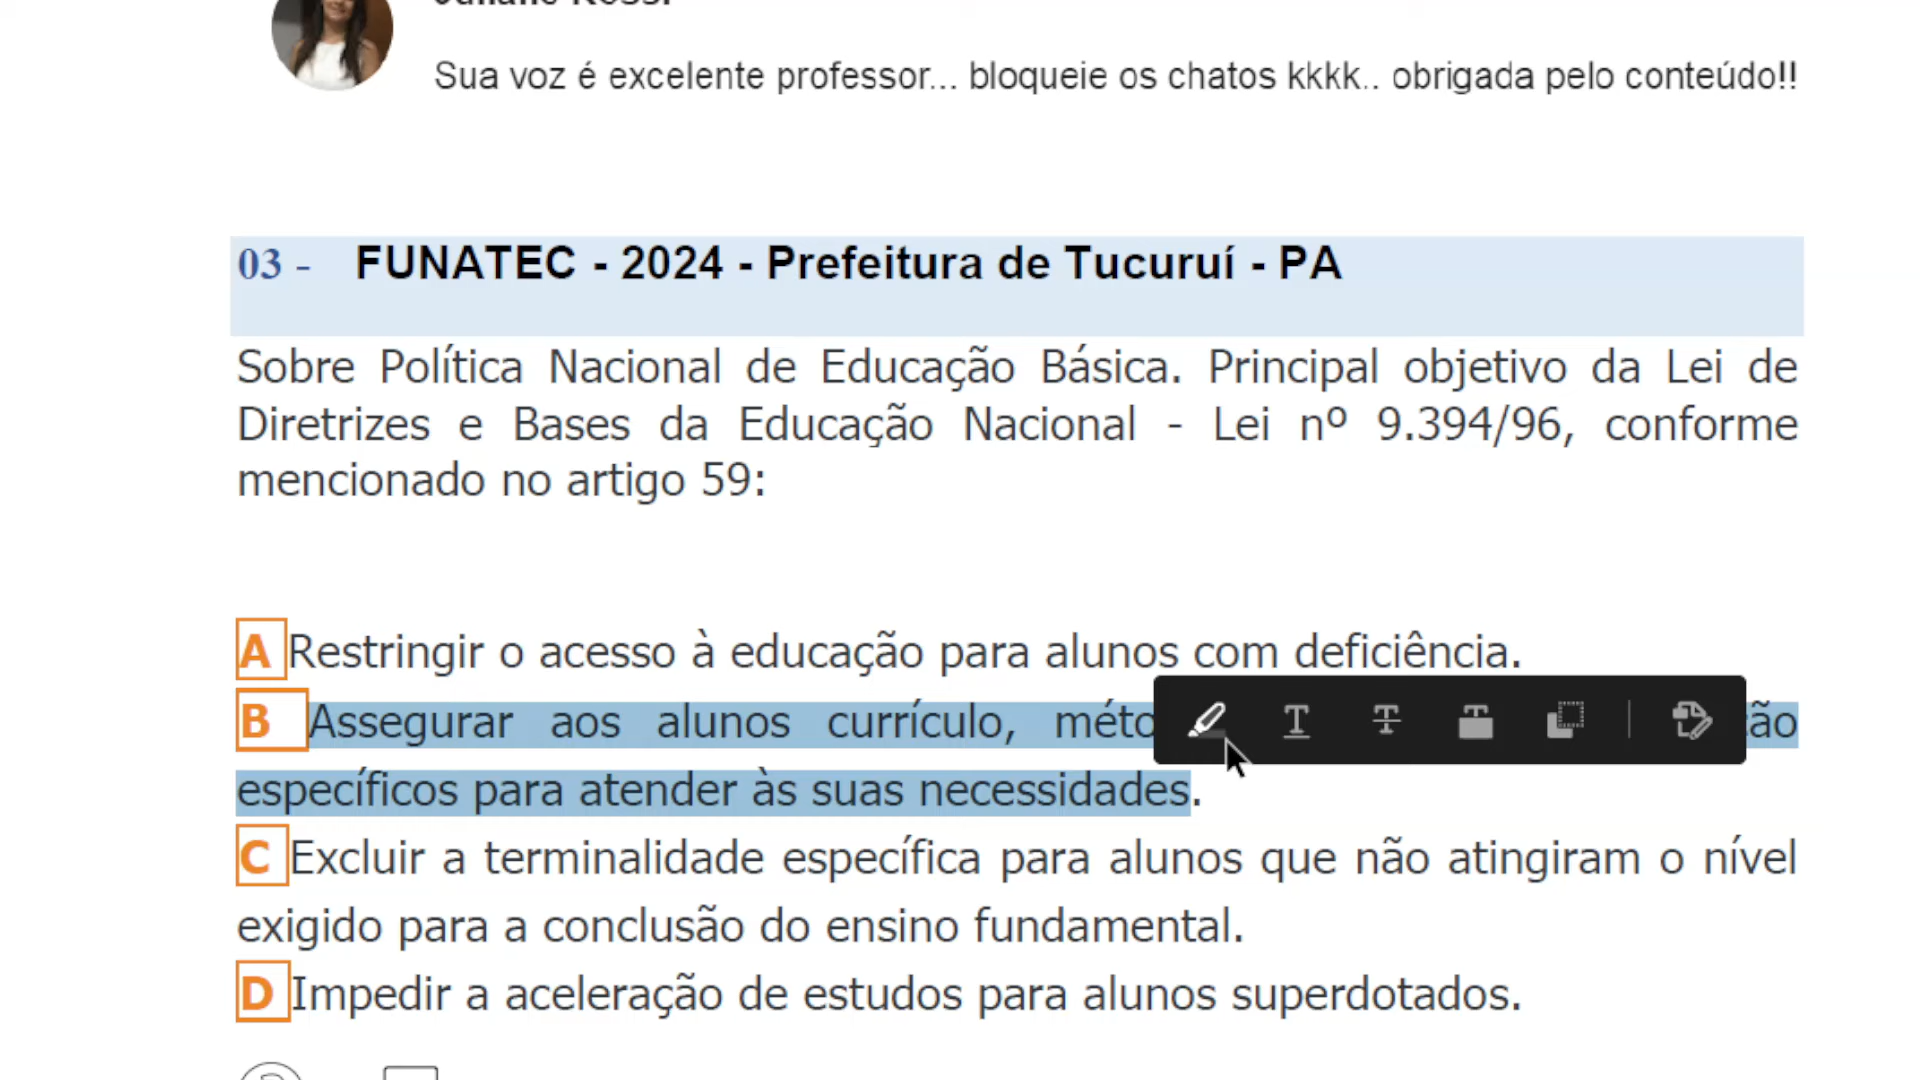 Sua voz é excelente professor... bloqueie os chatos kkkk.. obrigada pelo conteúdo!!
03 - FUNATEC - 2024 - Prefeitura de Tucuruí - PA
Sobre Política Nacional de Educação Básica. Principal objetivo da Lei de
Diretrizes e Bases da Educação Nacional - Lei nº 9.394/96, conforme
mencionado no artigo 59:
A Restringir o acesso à educação para alunos com deficiência.
B Assegurar aos alunos currículo,
específicos para atender às suas necessidades.
C Excluir a terminalidade específica para alunos que não atingiram o nível
exigido para a conclusão do ensino fundamental.
D Impedir a aceleração de estudos para alunos superdotados.